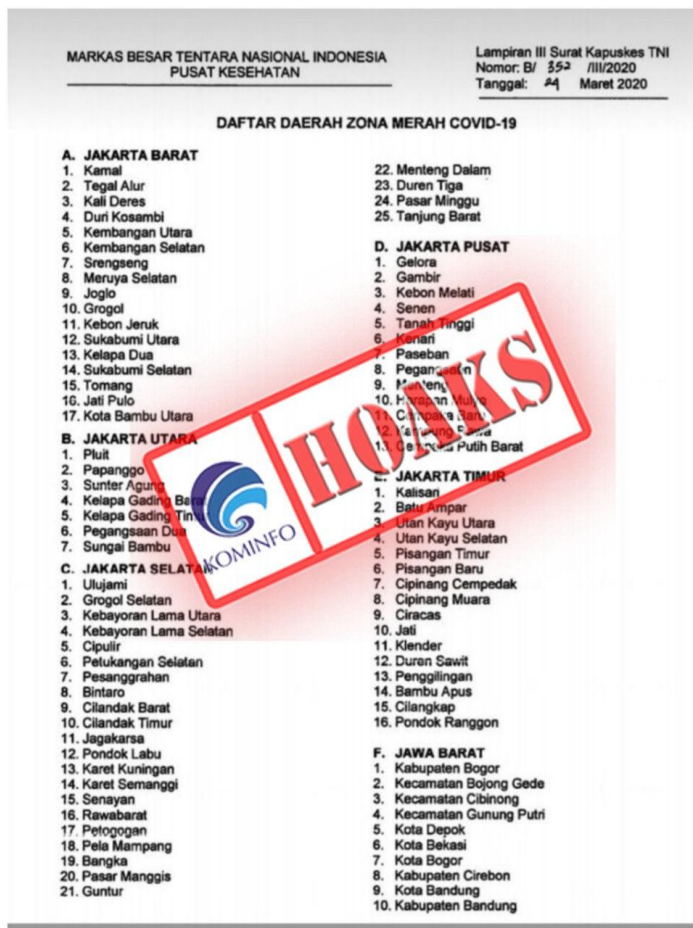 MARKAS BESAR TENTARA NASIONAL INDONESIA
PUSAT KESEHATAN
Lampiran III Surat Kapuskes TNI
Nomor: B/ 352 /III/2020
Tanggal: 29 Maret 2020
DAFTAR DAERAH ZONA MERAH COVID-19
A. JAKARTA BARAT
1. Kamal
2. Tegal Alur
3. Kali Deres
4. Duri Kosambi
5. Kembangan Utara
6. Kembangan Selatan
7. Srengseng
8. Meruya Selatan
9. Joglo
10. Grogol
11. Kebon Jeruk
12. Sukabumi Utara
13. Kelapa Dua
14. Sukabumi Selatan
15. Tomang
16. Jati Pulo
17. Kota Bambu Utara
B. JAKARTA UTARA
1. Pluit
2. Papanggo
3. Sunter Agung
4. Kelapa Gading Barat
5. Kelapa Gading Timur
6. Pegangsaan Dua
7. Sungai Bambu
C. JAKARTA SELATAN
1. Ulujami
2. Grogol Selatan
3. Kebayoran Lama Utara
4. Kebayoran Lama Selatan
5. Cipulir
6. Petukangan Selatan
7. Pesanggrahan
8. Bintaro
9. Cilandak Barat
10. Cilandak Timur
11. Jagakarsa
12. Pondok Labu
13. Karet Kuningan
14. Karet Semanggi
15. Senayan
16. Rawabarat
17. Petogogan
18. Pela Mampang
19. Bangka
20. Pasar Manggis
21. Guntur
22. Menteng Dalam
23. Duren Tiga
24. Pasar Minggu
25. Tanjung Barat
D. JAKARTA PUSAT
1. Gelora
2. Gambir
3. Kebon Melati
4. Senen
5. Tanah Tinggi
6. Kenari
7. Paseban
8. Pegangsaan
9. Menteng
10. Harapan Mulyo
11. Cempaka Baru
12. Kampung Rawa
13. Cempaka Putih Barat
E. JAKARTA TIMUR
1. Kalisari
2. Batu Ampar
3. Utan Kayu Utara
4. Utan Kayu Selatan
5. Pisangan Timur
6. Pisangan Baru
7. Cipinang Cempedak
8. Cipinang Muara
9. Ciracas
10. Jati
11. Klender
12. Duren Sawit
13. Penggilingan
14. Bambu Apus
15. Cilangkap
16. Pondok Ranggon
F. JAWA BARAT
1. Kabupaten Bogor
2. Kecamatan Bojong Gede
3. Kecamatan Cibinong
4. Kecamatan Gunung Putri
5. Kota Depok
6. Kota Bekasi
7. Kota Bogor
8. Kabupaten Cirebon
9. Kota Bandung
10. Kabupaten Bandung
KOMINFO
HOAKS